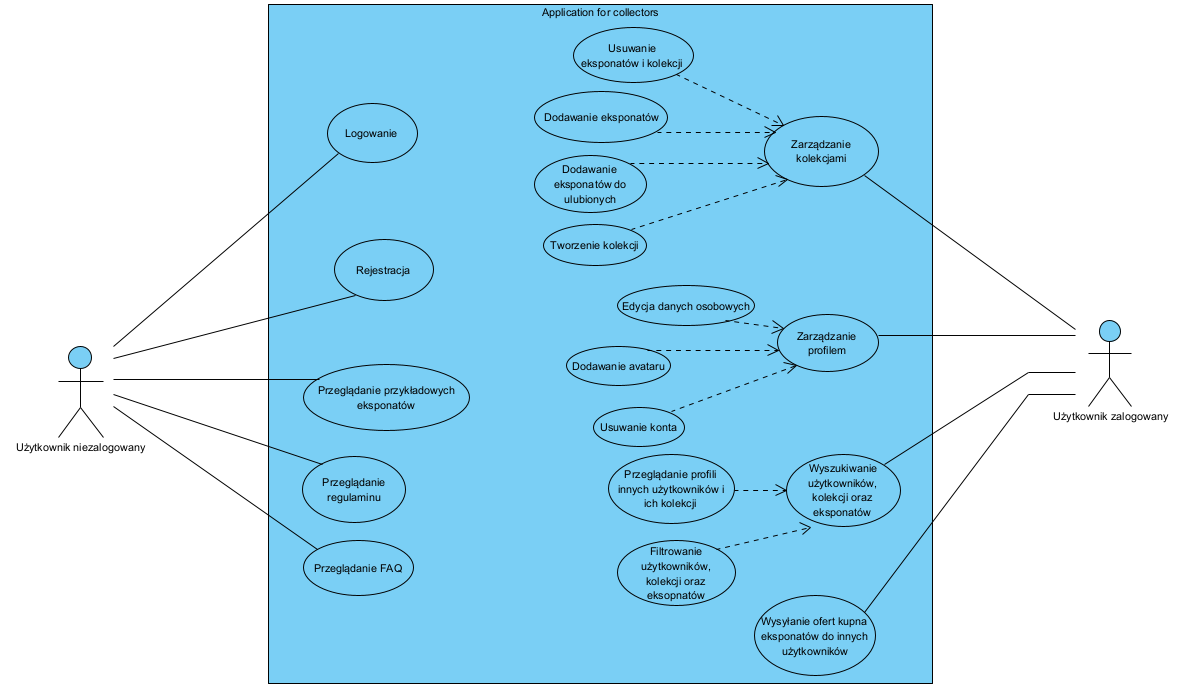 Application for collectors
Usuwanie
eksponatów i kolekcji
Dodawanie eksponatów
Dodawanie
eksponatów do
ulubionych
Tworzenie kolekcji
Zarządzanie
kolekcjami
Logowanie
Rejestracja
Przeglądanie przykładowych
eksponatów
Przeglądanie
regulaminu
Przeglądanie FAQ
Użytkownik niezalogowany
Edycja danych osobowych
Dodawanie avataru
Usuwanie konta
Zarządzanie
profilem
Przeglądanie profili
innych użytkowników i
ich kolekcji
Filtrowanie
użytkowników,
kolekcji oraz
eksopnatów
Wyszukiwanie
użytkowników,
kolekcji oraz
eksponatów
Wysyłanie ofert kupna
eksponatów do innych
użytkowników
Użytkownik zalogowany